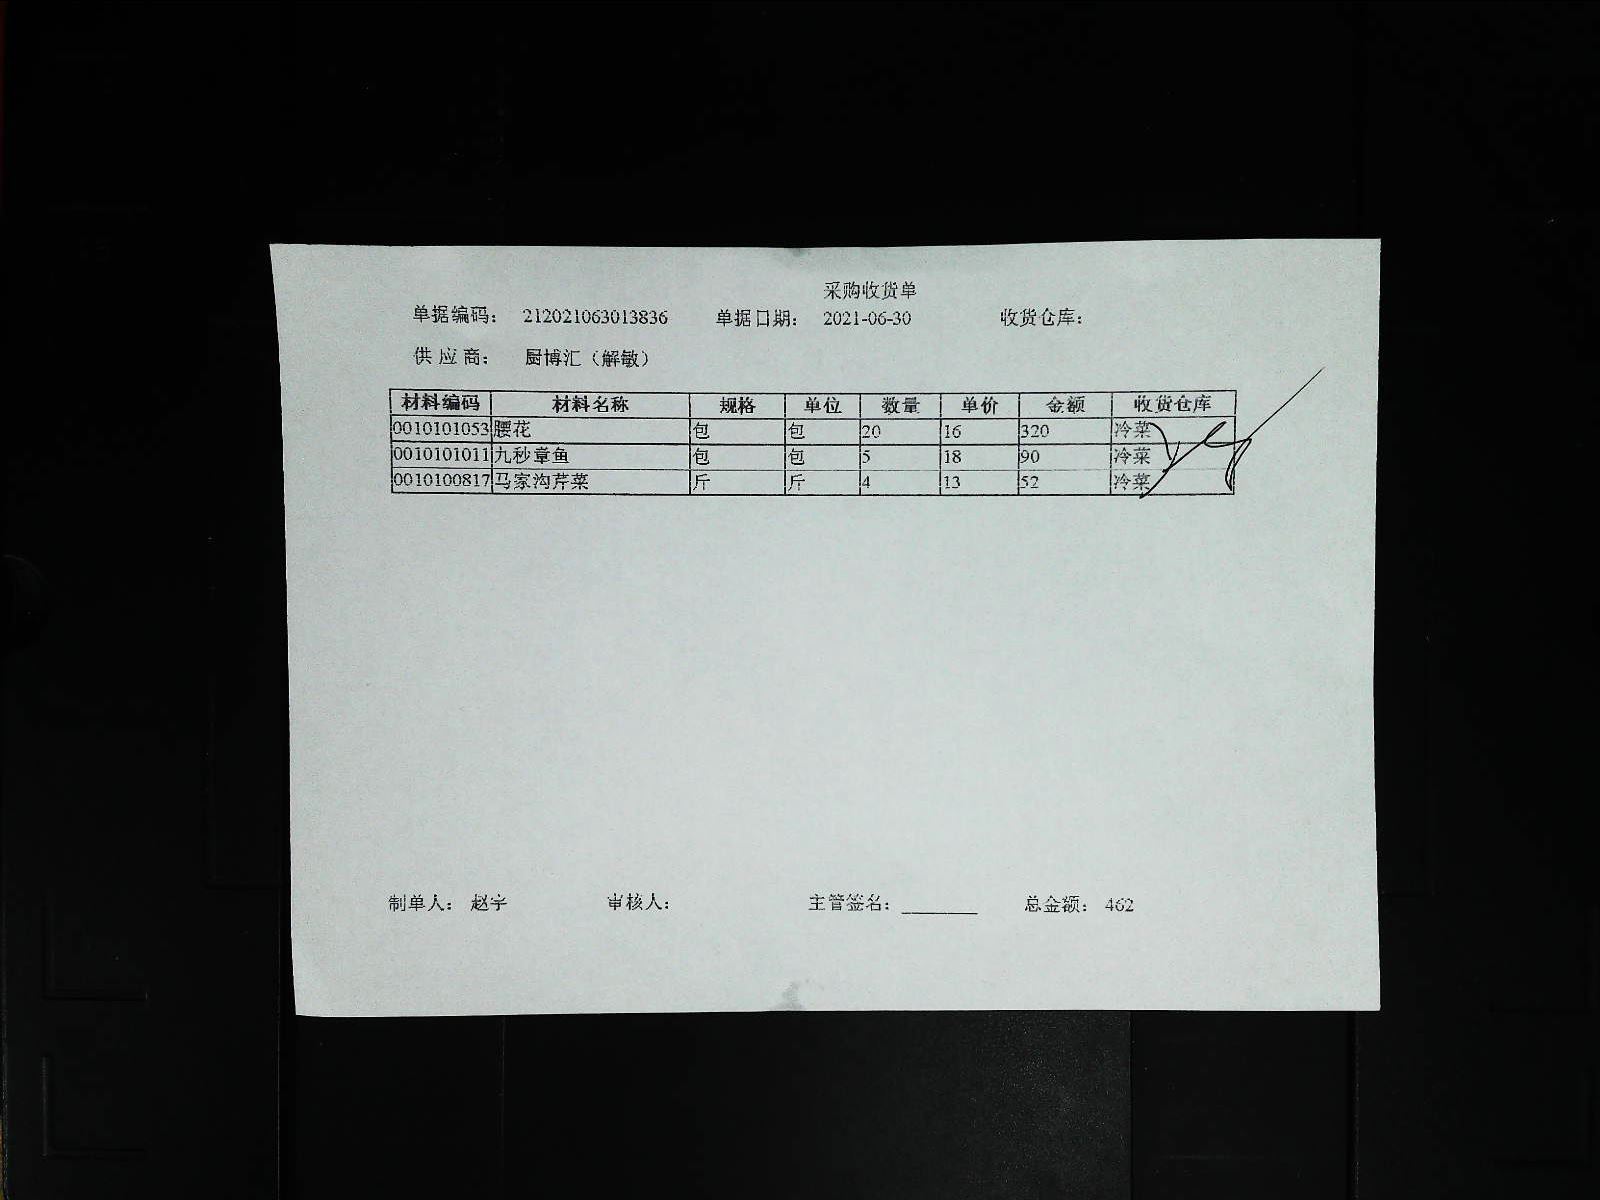 采购收货单
单据编码: 212021063013836 单据日期: 2021-06-30 收货仓库:
供应商: 厨博汇（解敏）
材料编码 材料名称 规格 单位 数量 单价 金额 收货仓库
0010101053 腰花 包 包 20 16 320 冷菜
0010101011 九秒章鱼 包 包 5 18 90 冷菜
0010100817 马家沟芹菜 斤 斤 4 13 52 冷菜
制单人: 赵宇 审核人: 主管签名: 总金额: 462